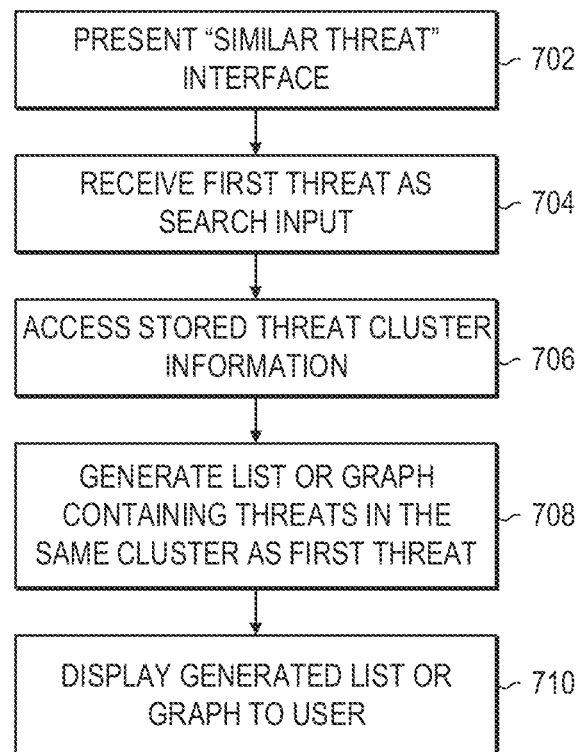 PRESENT “SIMILAR THREAT”
INTERFACE
702
RECEIVE FIRST THREAT AS
SEARCH INPUT
704
ACCESS STORED THREAT CLUSTER
INFORMATION
706
GENERATE LIST OR GRAPH
CONTAINING THREATS IN THE
SAME CLUSTER AS FIRST THREAT
708
DISPLAY GENERATED LIST OR
GRAPH TO USER
710